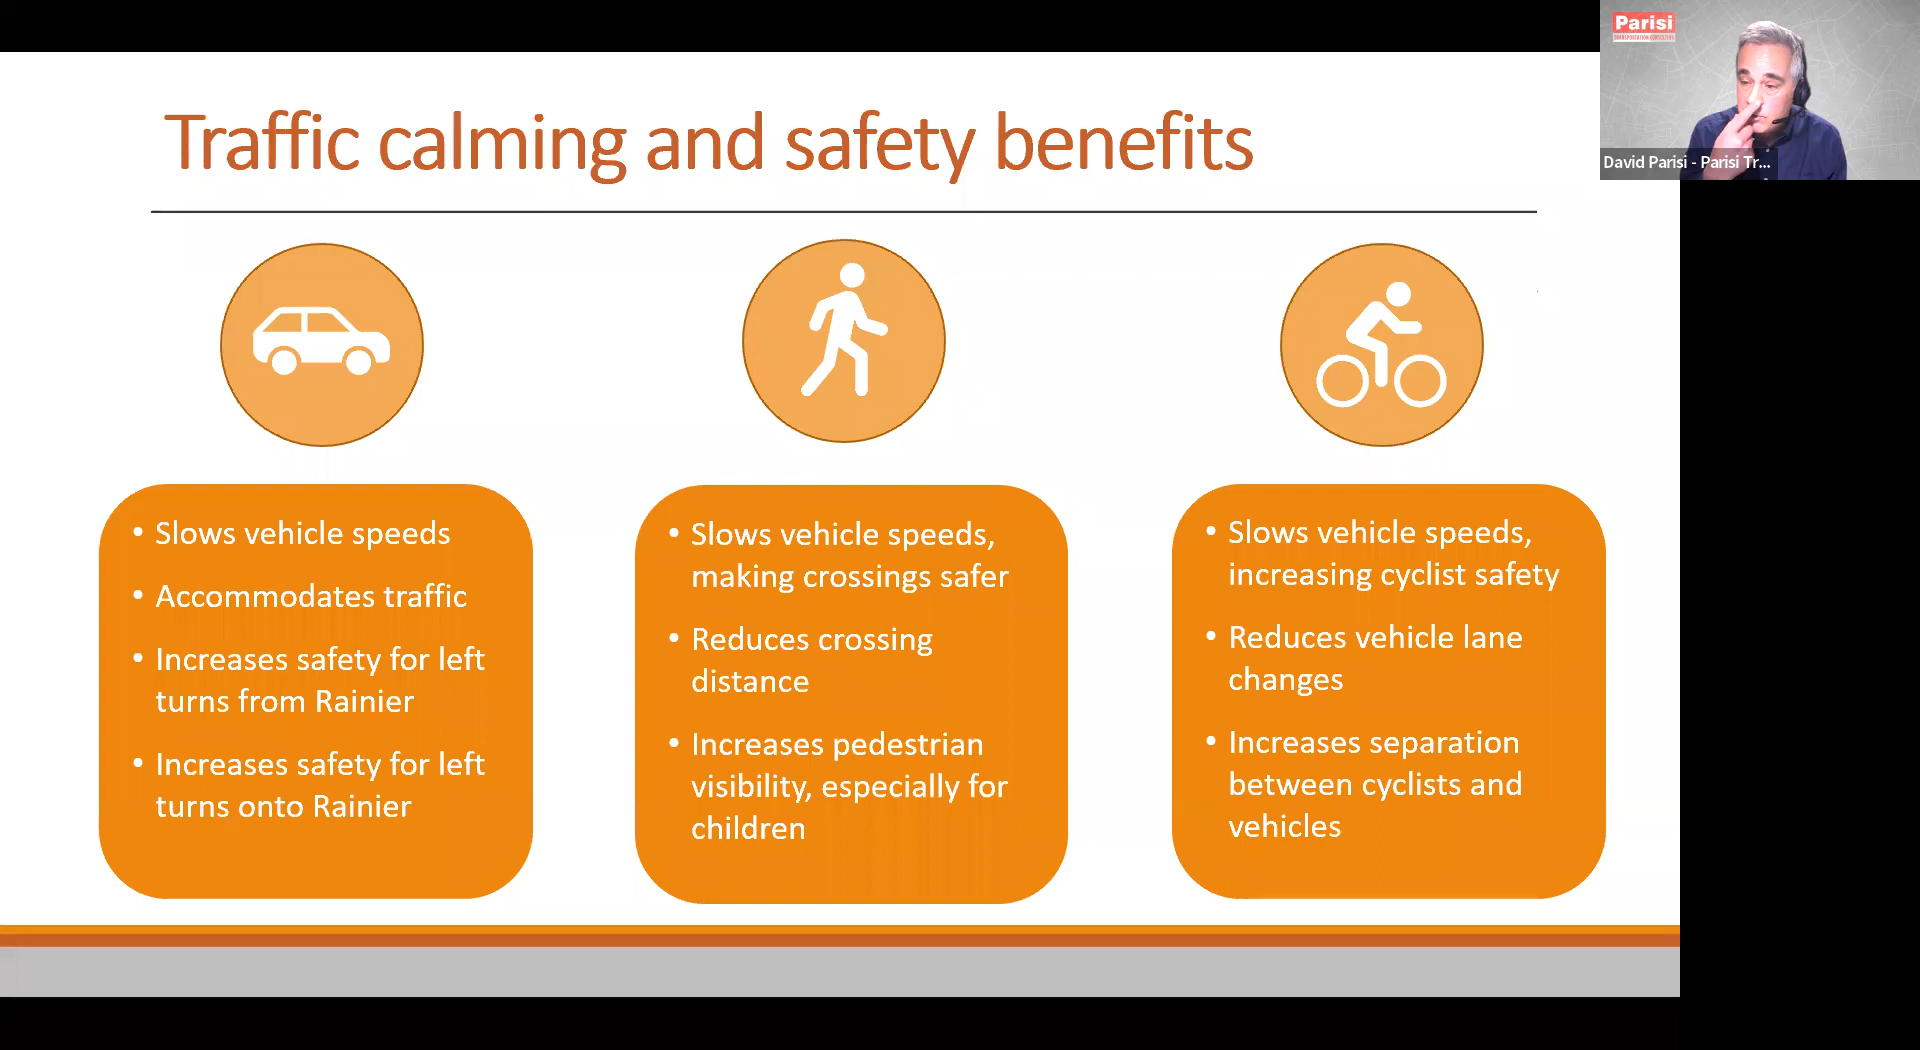 Parisi
TRANSPORTATION CONSULTING
David Parisi - Parisi Tr...
Traffic calming and safety benefits
• Slows vehicle speeds
• Accommodates traffic
• Increases safety for left
turns from Rainier
• Increases safety for left
turns onto Rainier
• Slows vehicle speeds,
making crossings safer
• Reduces crossing
distance
• Increases pedestrian
visibility, especially for
children
• Slows vehicle speeds,
increasing cyclist safety
• Reduces vehicle lane
changes
• Increases separation
between cyclists and
vehicles